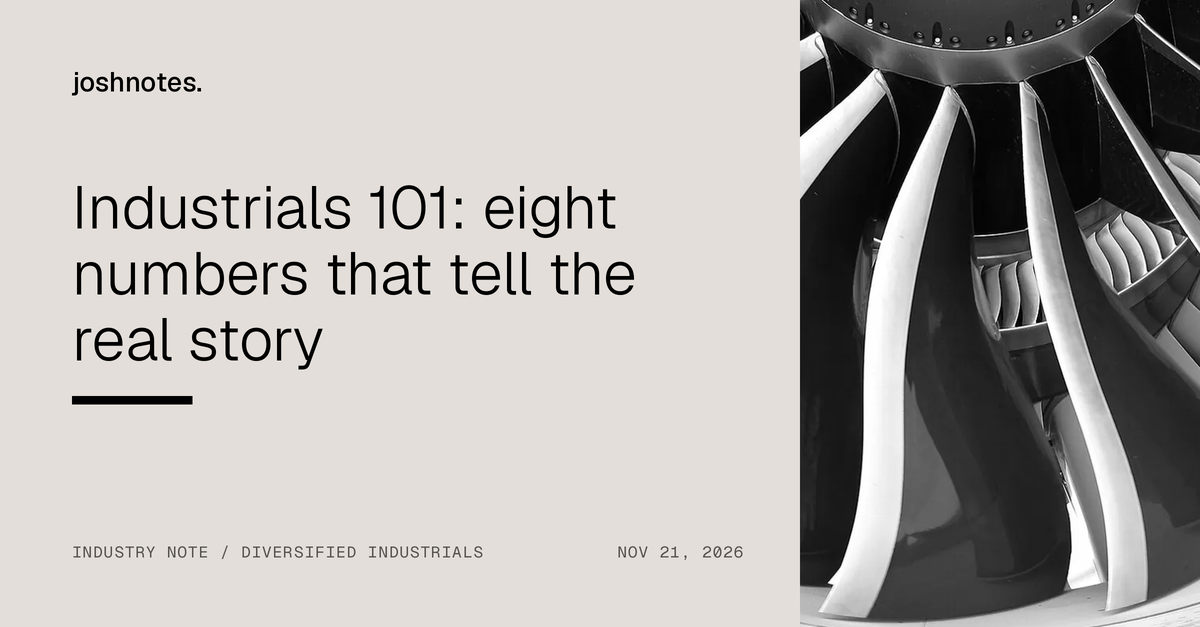 joshnotes.
Industrials 101: eight
numbers that tell the
real story
INDUSTRY NOTE / DIVERSIFIED INDUSTRIALS
NOV 21, 2026